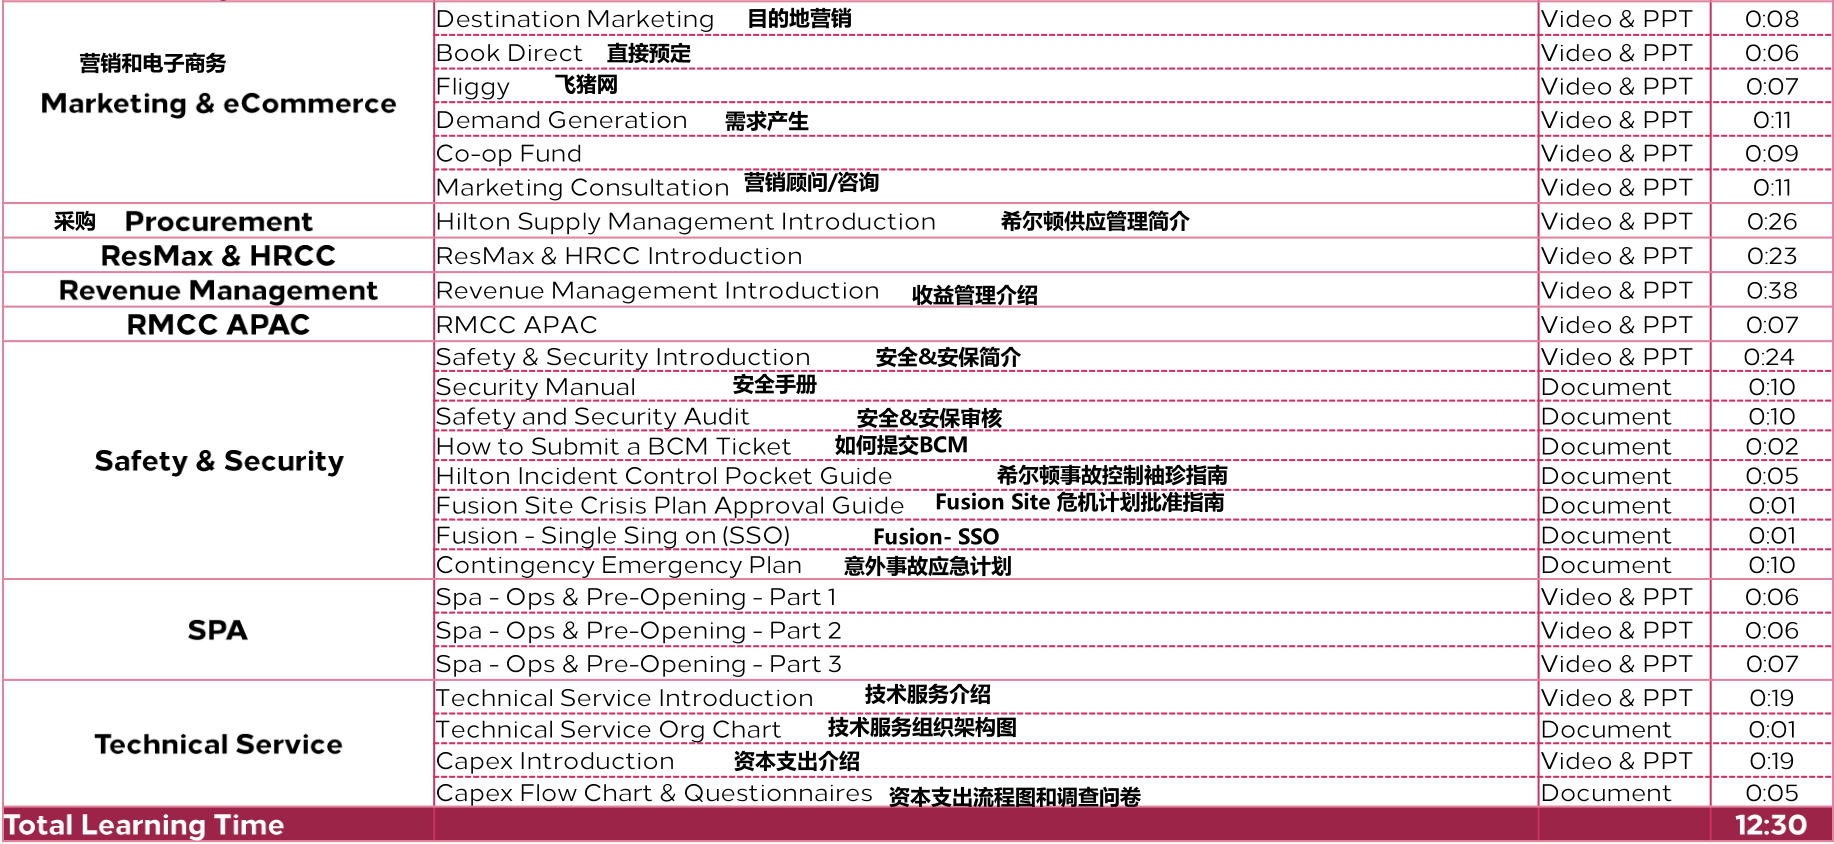 营销和电子商务
Marketing & eCommerce
Destination Marketing 目的地营销 Video & PPT 0:08
Book Direct 直接预定 Video & PPT 0:06
Fliggy 飞猪网 Video & PPT 0:07
Demand Generation 需求产生 Video & PPT 0:11
Co-op Fund Video & PPT 0:09
Marketing Consultation 营销顾问/咨询 Video & PPT 0:11
采购 Procurement Hilton Supply Management Introduction 希尔顿供应管理简介 Video & PPT 0:26
ResMax & HRCC ResMax & HRCC Introduction Video & PPT 0:23
Revenue Management Revenue Management Introduction 收益管理介绍 Video & PPT 0:38
RMCC APAC RMCC APAC Video & PPT 0:07
Safety & Security
Safety & Security Introduction 安全&安保简介 Video & PPT 0:24
Security Manual 安全手册 Document 0:10
Safety and Security Audit 安全&安保审核 Document 0:10
How to Submit a BCM Ticket 如何提交BCM Document 0:02
Hilton Incident Control Pocket Guide 希尔顿事故控制袖珍指南 Document 0:05
Fusion Site Crisis Plan Approval Guide Fusion Site 危机计划批准指南 Document 0:01
Fusion - Single Sing on (SSO) Fusion- SSO Document 0:01
Contingency Emergency Plan 意外事故应急计划 Document 0:10
SPA
Spa - Ops & Pre-Opening - Part 1 Video & PPT 0:06
Spa - Ops & Pre-Opening - Part 2 Video & PPT 0:06
Spa - Ops & Pre-Opening - Part 3 Video & PPT 0:07
Technical Service
Technical Service Introduction 技术服务介绍 Video & PPT 0:19
Technical Service Org Chart 技术服务组织架构图 Document 0:01
Capex Introduction 资本支出介绍 Video & PPT 0:19
Capex Flow Chart & Questionnaires 资本支出流程图和调查问卷 Document 0:05
Total Learning Time 12:30